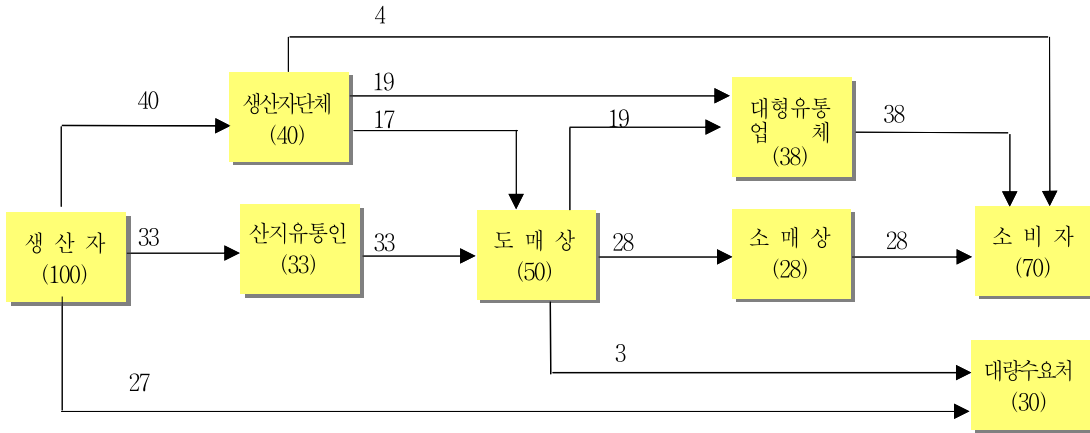 4
19
생산자단체
(40)
40
17
19
대형유통
업 체
(38)
38
생 산 자
(100)
33
산지유통인
(33)
33
도 매 상
(50)
28
소 매 상
(28)
28
소 비 자
(70)
3
27
대량수요처
(30)